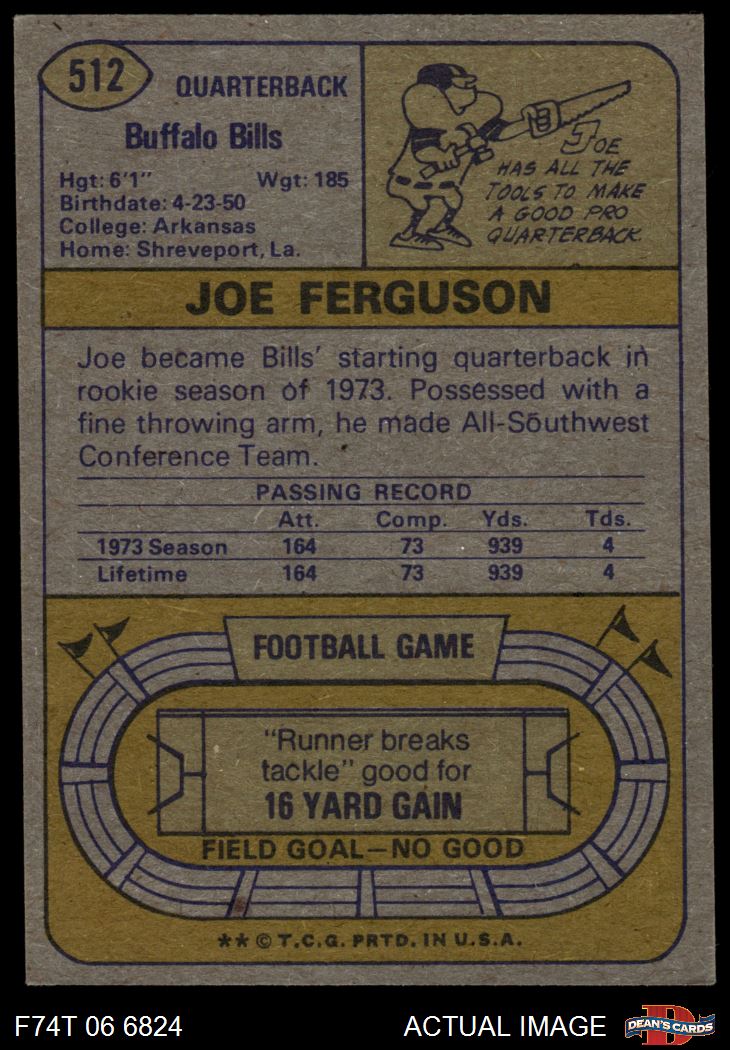 512
QUARTERBACK
Buffalo Bills
Hgt: 6'1" Wgt: 185
Birthdate: 4-23-50
College: Arkansas
Home: Shreveport, La.
JOE
HAS ALL THE
TOOLS TO MAKE
A GOOD PRO
QUARTERBACK.
JOE FERGUSON
Joe became Bills' starting quarterback in
rookie season of 1973. Possessed with a
fine throwing arm, he made All-Southwest
Conference Team.
PASSING RECORD
Att. Comp. Yds. Tds.
1973 Season 164 73 939 4
Lifetime 164 73 939 4
FOOTBALL GAME
"Runner breaks
tackle" good for
16 YARD GAIN
FIELD GOAL—NO GOOD
** © T.C.G. PRTD. IN U.S.A.
F74T 06 6824 ACTUAL IMAGE
D
DEAN'S CARDS